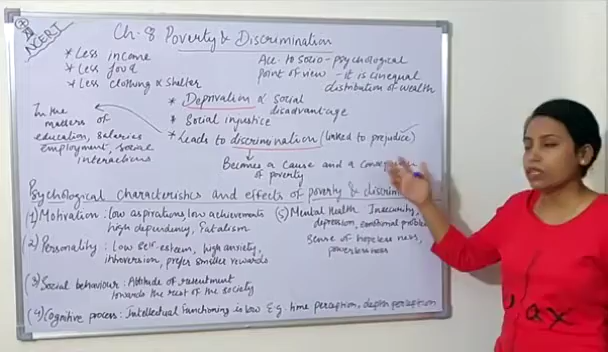 NCERT
Ch: 8 Poverty & Discrimination
* Less income
* Less food
* Less clothing & shelter
Acc to socio-psychological
point of view - it is unequal
distribution of wealth
* Deprivation & social
disadvantage
* Social injustice
* Leads to discrimination (linked to prejudice)
In the
matters of
education, salaries
Employment, social
interactions
Becomes a cause and a
of poverty
Psychological characteristics and effects of poverty &
(1) Motivation: Low aspirations, low achievements
high dependency, Fatalism
(2) Personality: Low self-esteem, high anxiety,
introversion, prefer smaller rewards
(3) Social behaviour: Attitude of resentment
towards the rest of the society
(4) Cognitive process: Intellectual functioning is low E.g time perception, depth perception
(5) Mental Health Insecurity,
depression, emotional
Sense of hopelessness,
powerlessness